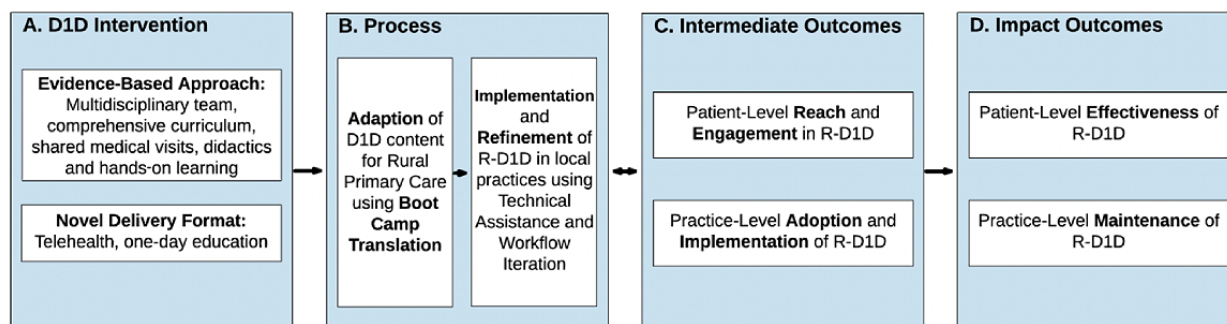 A. D1D Intervention
Evidence-Based Approach:
Multidisciplinary team,
comprehensive curriculum,
shared medical visits, didactics
and hands-on learning
Novel Delivery Format:
Telehealth, one-day education
B. Process
Adaption of
D1D content
for Rural
Primary Care
using Boot
Camp
Translation
Implementation
and
Refinement of
R-D1D in local
practices using
Technical
Assistance and
Workflow
Iteration
C. Intermediate Outcomes
Patient-Level Reach and
Engagement in R-D1D
Practice-Level Adoption and
Implementation of R-D1D
D. Impact Outcomes
Patient-Level Effectiveness of
R-D1D
Practice-Level Maintenance of
R-D1D